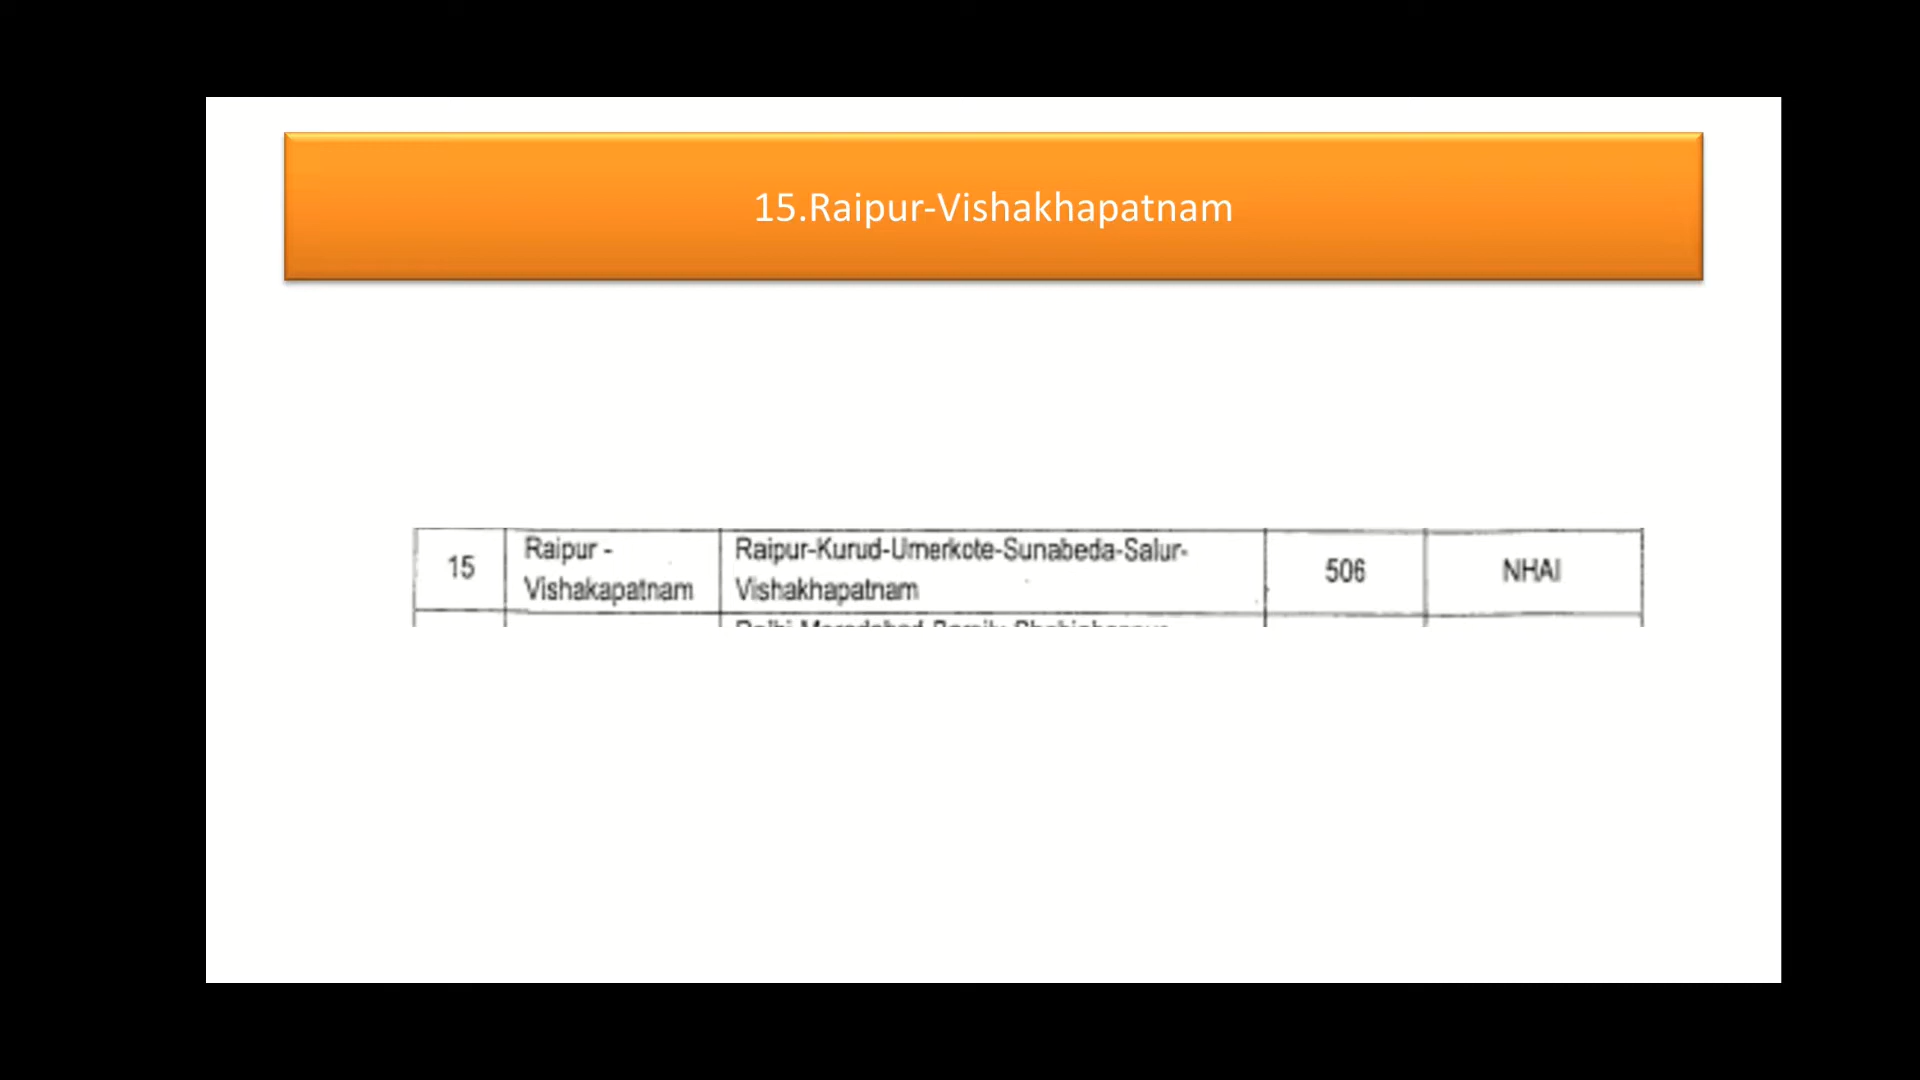 15.Raipur-Vishakhapatnam
15
Raipur -
Vishakapatnam
Raipur-Kurud-Umerkote-Sunabeda-Salur-
Vishakhapatnam
506
NHAI